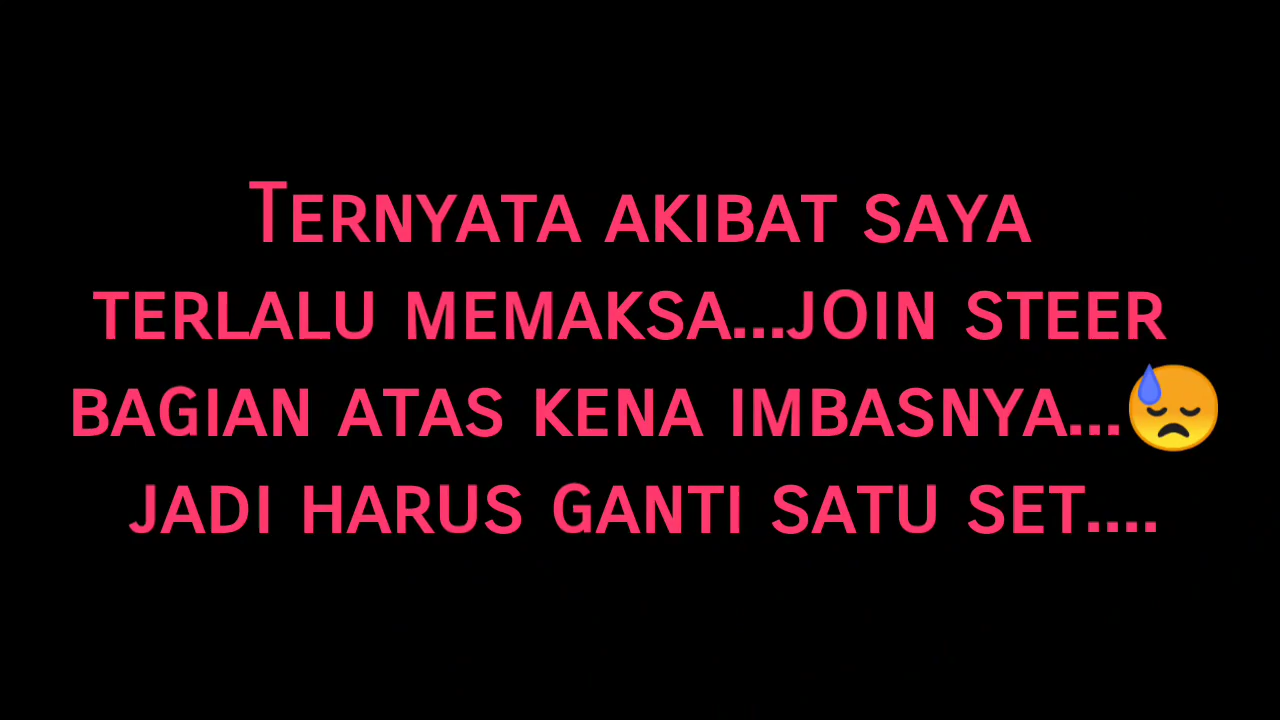 Ternyata akibat saya
terlalu memaksa...join steer
bagian atas kena imbasnya...😓
jadi harus ganti satu set....